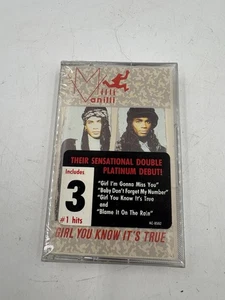 Milli
Vanilli
THEIR SENSATIONAL DOUBLE
PLATINUM DEBUT!
Includes
3
#1 hits
"Girl I'm Gonna Miss You"
"Baby Don't Forget My Number"
"Girl You Know It's True"
and
"Blame It On The Rain"
GIRL YOU KNOW IT'S TRUE